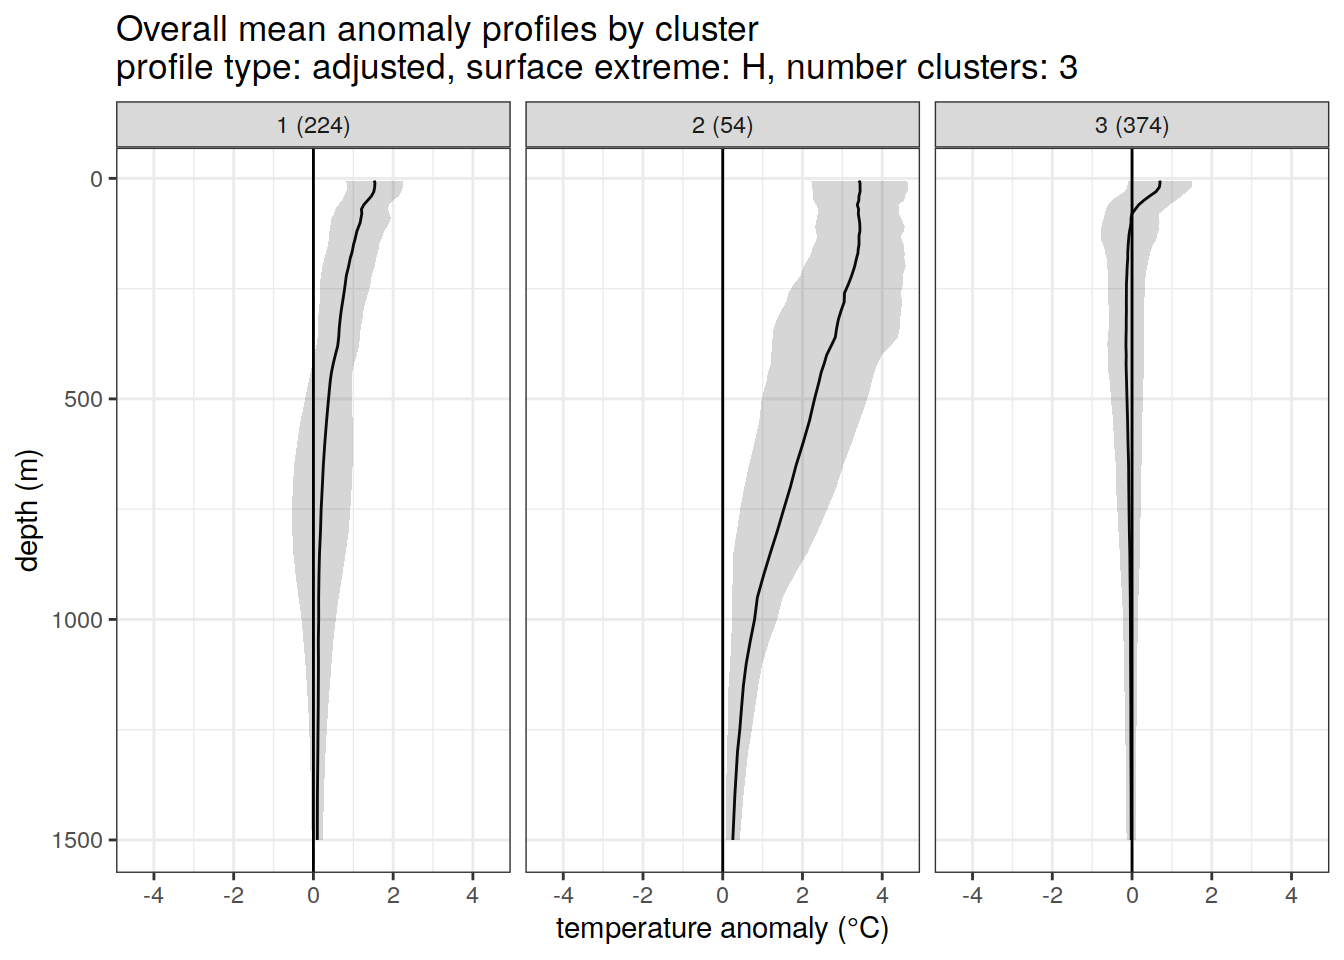 Overall mean anomaly profiles by cluster
profile type: adjusted, surface extreme: H, number clusters: 3
1 (224)
2 (54)
3 (374)
0
500
1000
1500
depth (m)
-4 -2 0 2 4
-4 -2 0 2 4
-4 -2 0 2 4
temperature anomaly (°C)